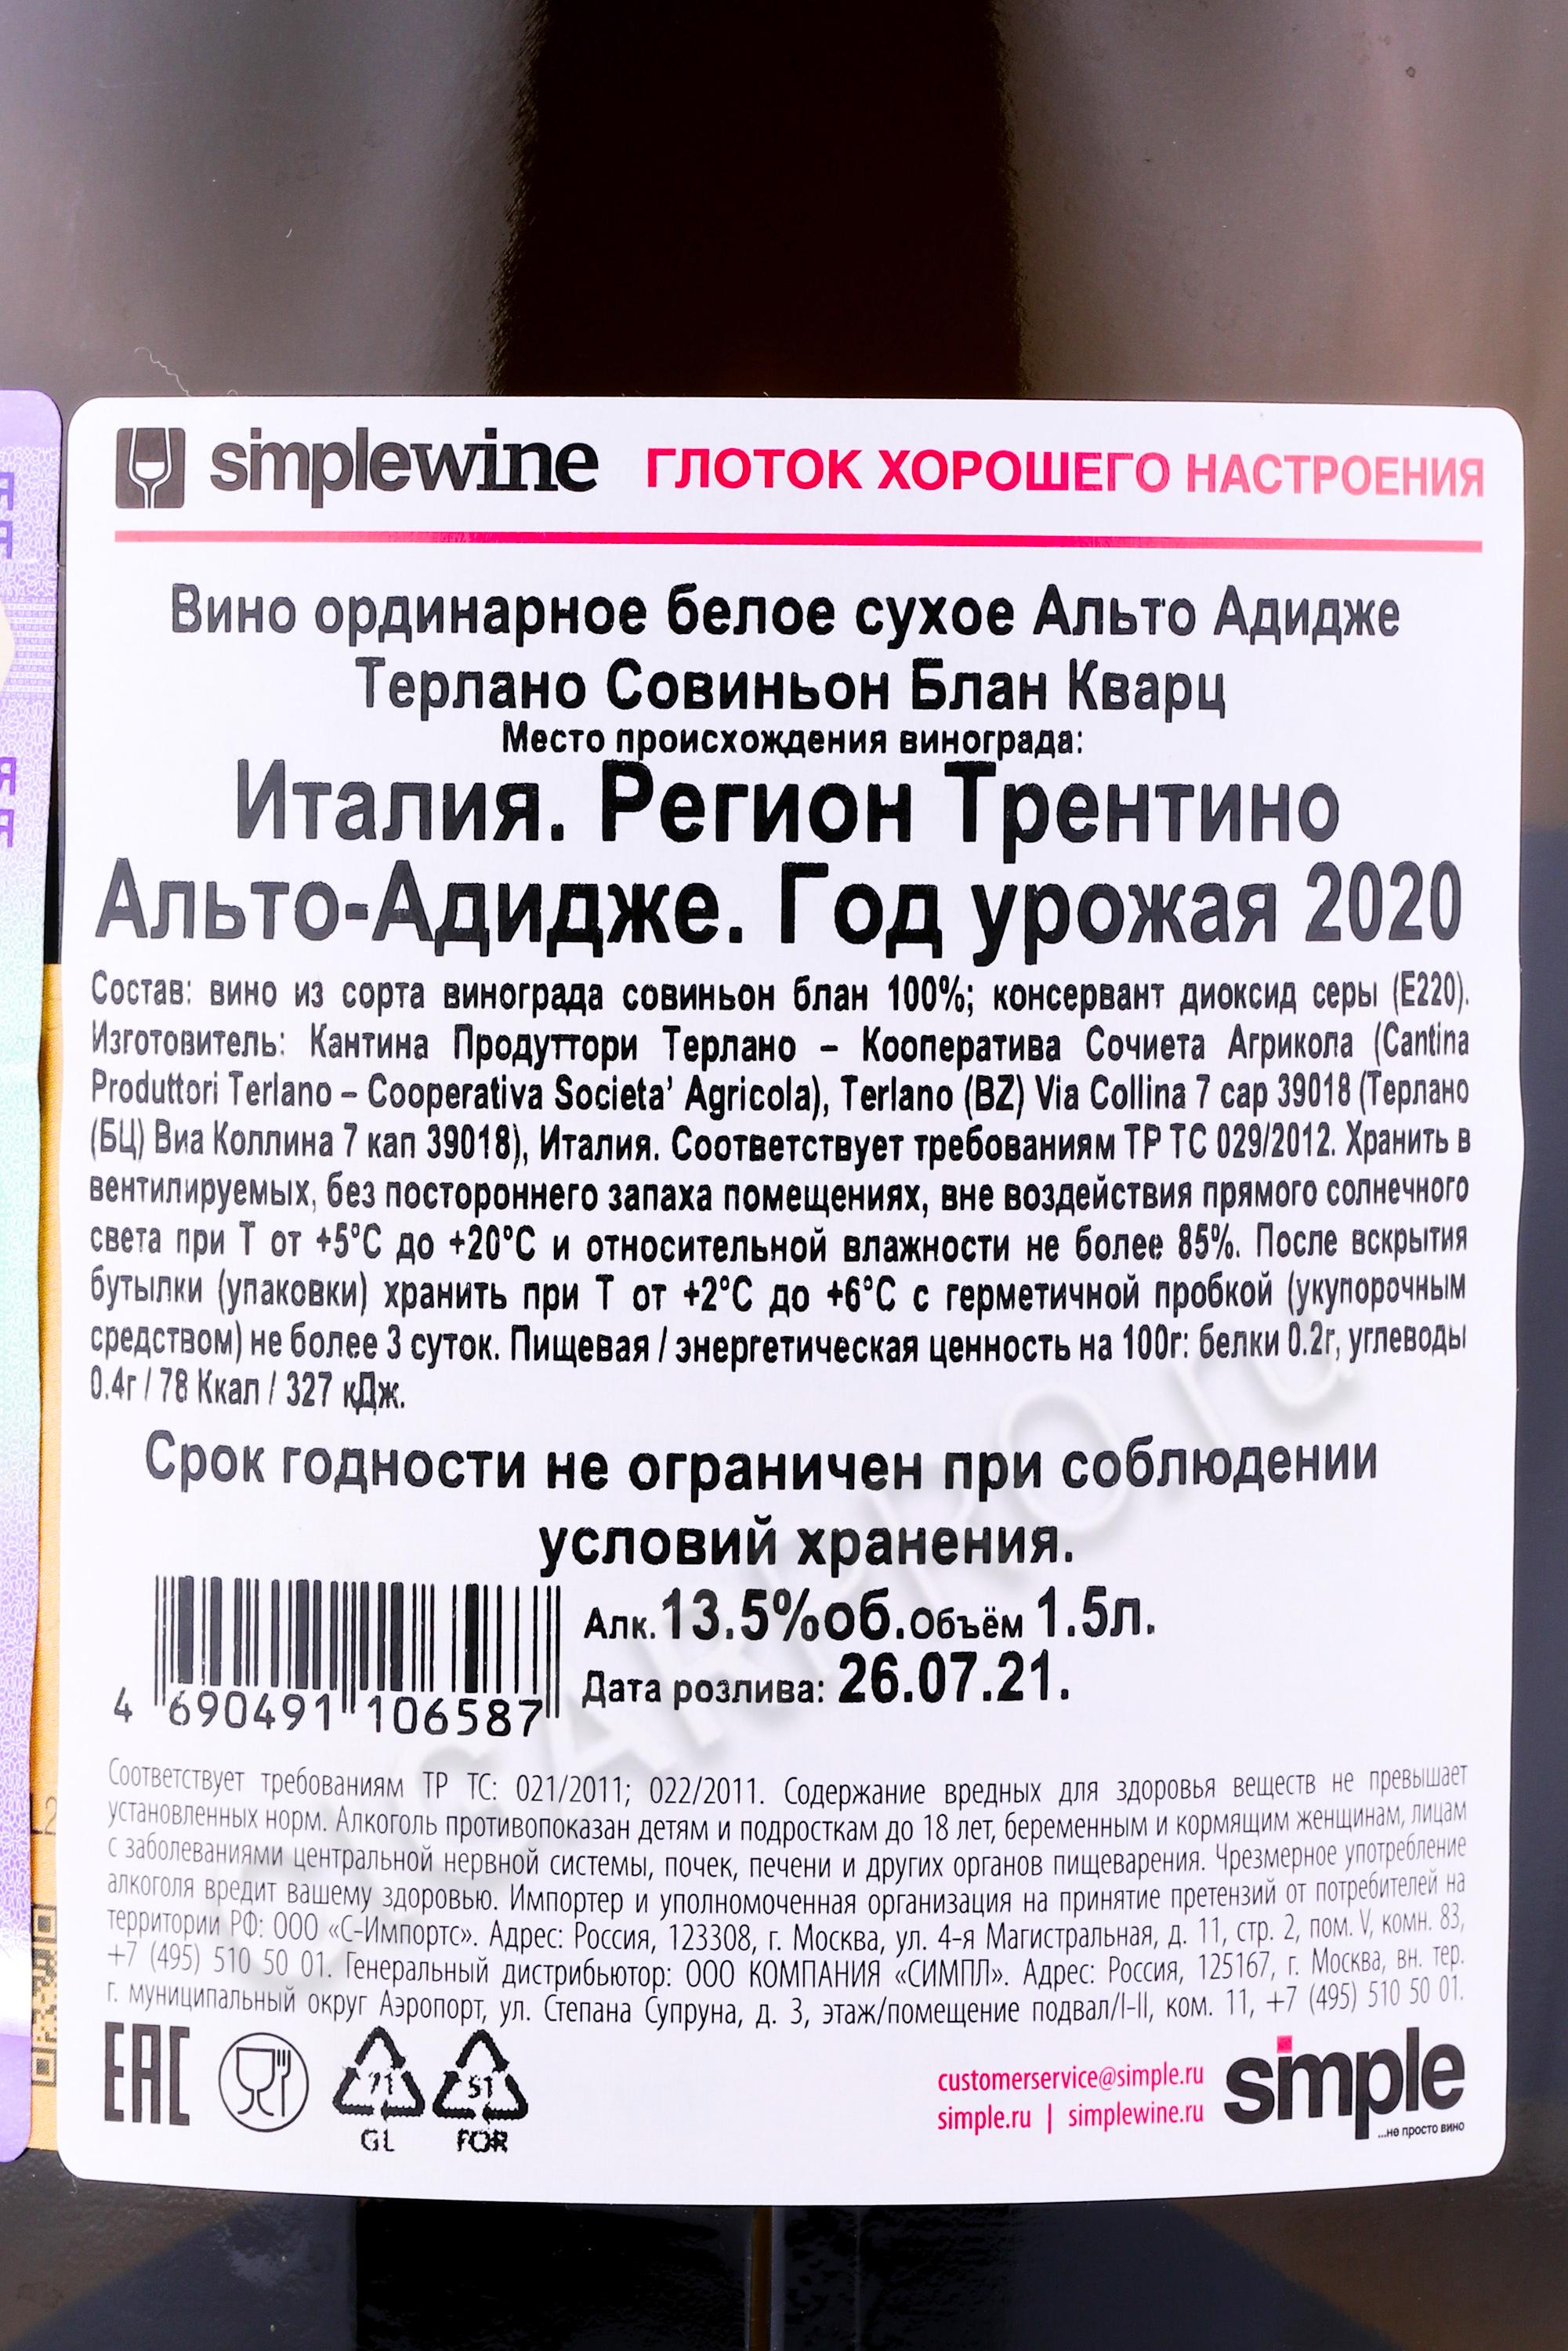 simplewine ГЛОТОК ХОРОШЕГО НАСТРОЕНИЯ
Вино ординарное белое сухое Альто Адидже
Терлано Совиньон Блан Кварц
Место происхождения винограда:
Италия. Регион Трентино
Альто-Адидже. Год урожая 2020
Состав: вино из сорта винограда совиньон блан 100%; консервант диоксид серы (Е220).
Изготовитель: Кантина Продуттори Терлано – Кооператива Сочиета Агрикола (Cantina
Produttori Terlano – Cooperativa Societa’ Agricola), Terlano (BZ) Via Collina 7 cap 39018 (Терлано
(БЦ) Виа Коллина 7 кап 39018), Италия. Соответствует требованиям ТР ТС 029/2012. Хранить в
вентилируемых, без постороннего запаха помещениях, вне воздействия прямого солнечного
света при Т от +5°С до +20°С и относительной влажности не более 85%. После вскрытия
бутылки (упаковки) хранить при Т от +2°С до +6°С с герметичной пробкой (укупорочным
средством) не более 3 суток. Пищевая / энергетическая ценность на 100г: белки 0.2г, углеводы
0.4г / 78 Ккал / 327 кДж.
Срок годности не ограничен при соблюдении
условий хранения.
Алк. 13.5%об. Объём 1.5л.
Дата розлива: 26.07.21.
4 690491 106587
Соответствует требованиям ТР ТС: 021/2011; 022/2011. Содержание вредных для здоровья веществ не превышает
установленных норм. Алкоголь противопоказан детям и подросткам до 18 лет, беременным и кормящим женщинам, лицам
с заболеваниями центральной нервной системы, почек, печени и других органов пищеварения. Чрезмерное употребление
алкоголя вредит вашему здоровью. Импортер и уполномоченная организация на принятие претензий от потребителей на
территории РФ: ООО «С-Импортс». Адрес: Россия, 123308, г. Москва, ул. 4-я Магистральная, д. 11, стр. 2, пом. V, комн. 83,
+7 (495) 510 50 01. Генеральный дистрибьютор: ООО КОМПАНИЯ «СИМПЛ». Адрес: Россия, 125167, г. Москва, вн. тер.
г. муниципальный округ Аэропорт, ул. Степана Супруна, д. 3, этаж/помещение подвал/I-II, ком. 11, +7 (495) 510 50 01.
EAC
71
GL
51
FOR
customerservice@simple.ru
simple.ru | simplewine.ru
simple
...не просто вино